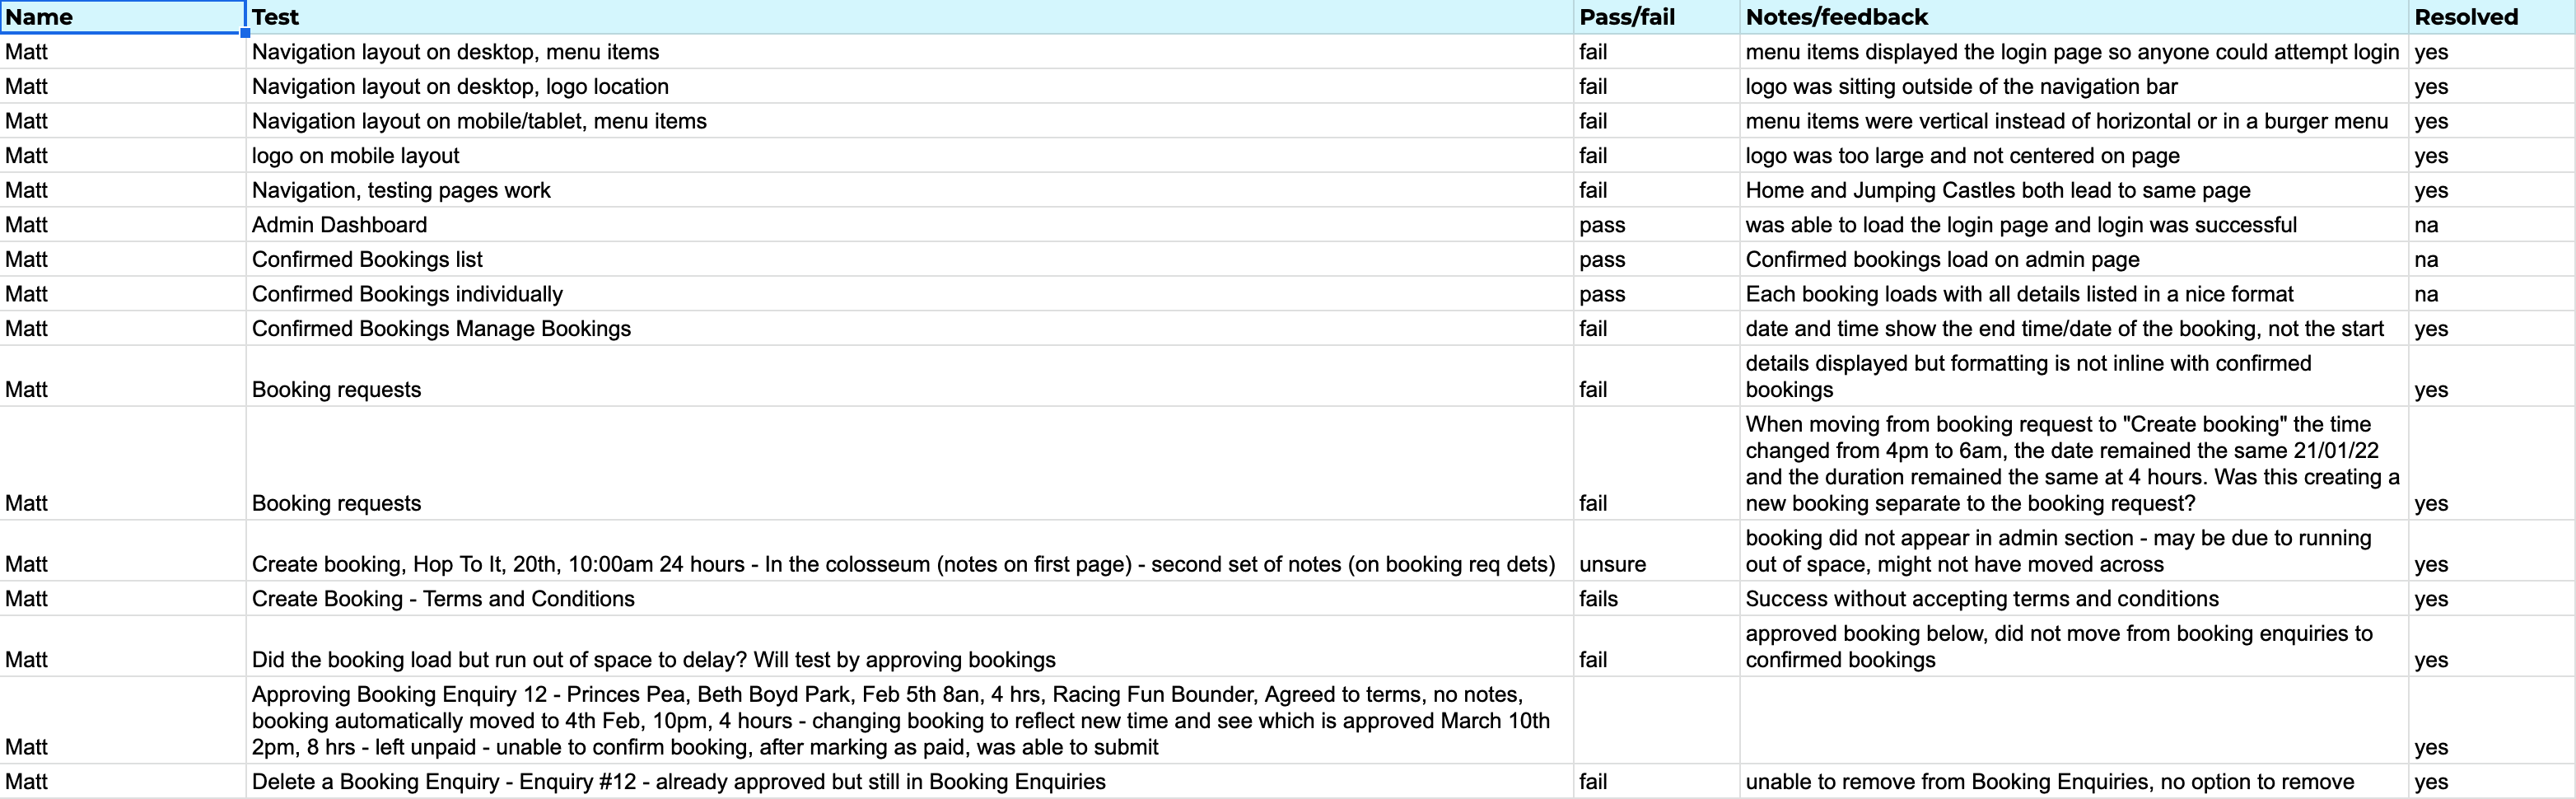 Name Test Pass/fail Notes/feedback Resolved
Matt Navigation layout on desktop, menu items fail menu items displayed the login page so anyone could attempt login yes
Matt Navigation layout on desktop, logo location fail logo was sitting outside of the navigation bar yes
Matt Navigation layout on mobile/tablet, menu items fail menu items were vertical instead of horizontal or in a burger menu yes
Matt logo on mobile layout fail logo was too large and not centered on page yes
Matt Navigation, testing pages work fail Home and Jumping Castles both lead to same page yes
Matt Admin Dashboard pass was able to load the login page and login was successful na
Matt Confirmed Bookings list pass Confirmed bookings load on admin page na
Matt Confirmed Bookings individually pass Each booking loads with all details listed in a nice format na
Matt Confirmed Bookings Manage Bookings fail date and time show the end time/date of the booking, not the start yes
details displayed but formatting is not inline with confirmed
Matt Booking requests fail bookings yes
When moving from booking request to "Create booking" the time
changed from 4pm to 6am, the date remained the same 21/01/22
and the duration remained the same at 4 hours. Was this creating a
Matt Booking requests fail new booking separate to the booking request? yes
booking did not appear in admin section - may be due to running
Matt Create booking, Hop To It, 20th, 10:00am 24 hours - In the colosseum (notes on first page) - second set of notes (on booking req dets) unsure out of space, might not have moved across yes
Matt Create Booking - Terms and Conditions fails Success without accepting terms and conditions yes
approved booking below, did not move from booking enquiries to
Matt Did the booking load but run out of space to delay? Will test by approving bookings fail confirmed bookings yes
Approving Booking Enquiry 12 - Princes Pea, Beth Boyd Park, Feb 5th 8an, 4 hrs, Racing Fun Bounder, Agreed to terms, no notes,
booking automatically moved to 4th Feb, 10pm, 4 hours - changing booking to reflect new time and see which is approved March 10th
Matt 2pm, 8 hrs - left unpaid - unable to confirm booking, after marking as paid, was able to submit yes
Matt Delete a Booking Enquiry - Enquiry #12 - already approved but still in Booking Enquiries fail unable to remove from Booking Enquiries, no option to remove yes